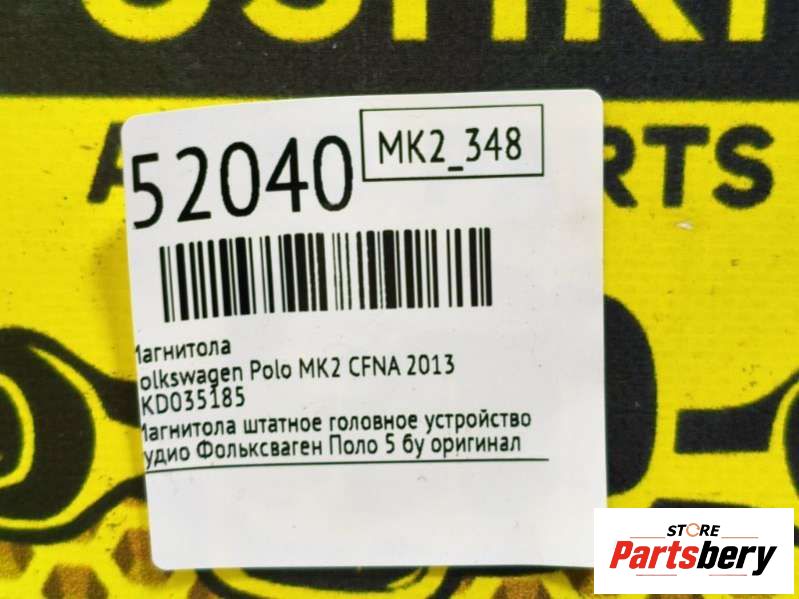 52040
MK2_348
агнитола
olkswagen Polo MK2 CFNA 2013
KD035185
агнитола штатное головное устройство
удио Фольксваген Поло 5 бу оригинал
STORE
Partsbery